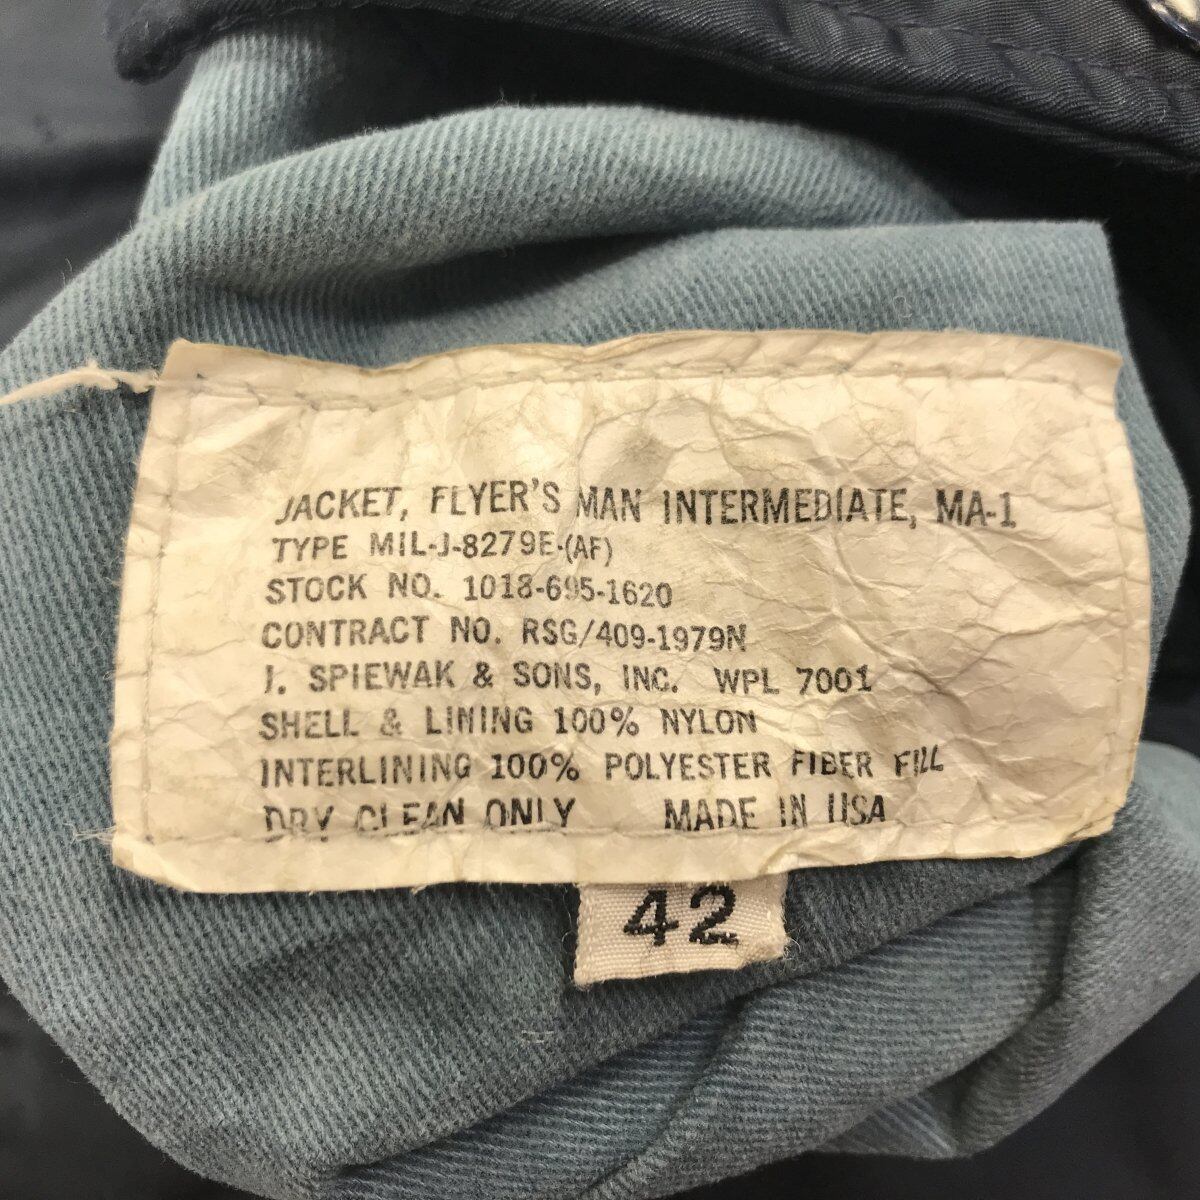 JACKET, FLYER'S MAN INTERMEDIATE, MA-1
TYPE MIL-J-8279E-(AF)
STOCK NO. 1018-695-1620
CONTRACT NO. RSG/409-1979N
J. SPIEWAK & SONS, INC. WPL 7001
SHELL & LINING 100% NYLON
INTERLINING 100% POLYESTER FIBER FILL
DRY CLEAN ONLY MADE IN USA
42